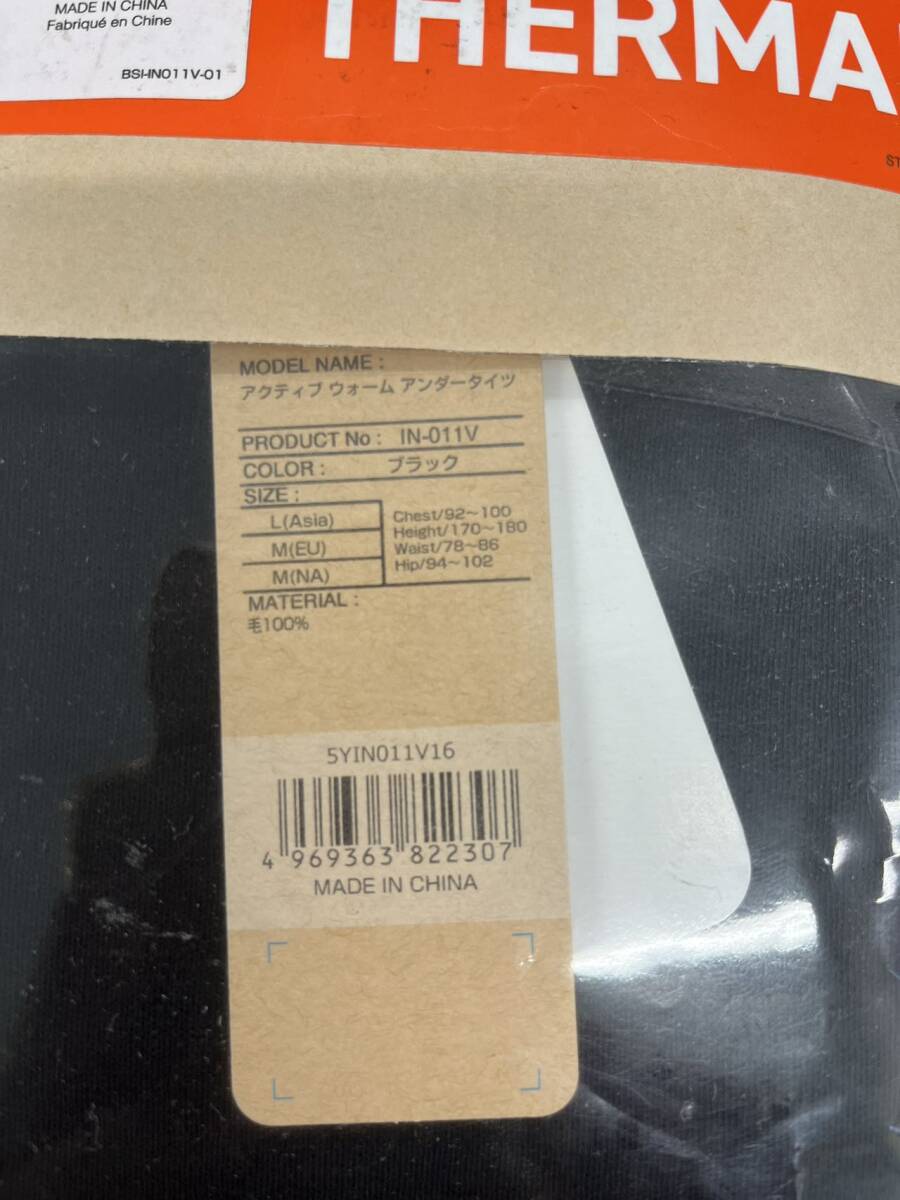 MADE IN CHINA
Fabriqué en Chine
BSI-IN011V-01
THERMA
ST
MODEL NAME :
アクティブ ウォーム アンダータイツ
PRODUCT No : IN-011V
COLOR : ブラック
SIZE :
L(Asia)
M(EU)
M(NA)
Chest/92~100
Height/170~180
Waist/78~86
Hip/94~102
MATERIAL :
毛100%
5YIN011V16
4 969363 822307
MADE IN CHINA